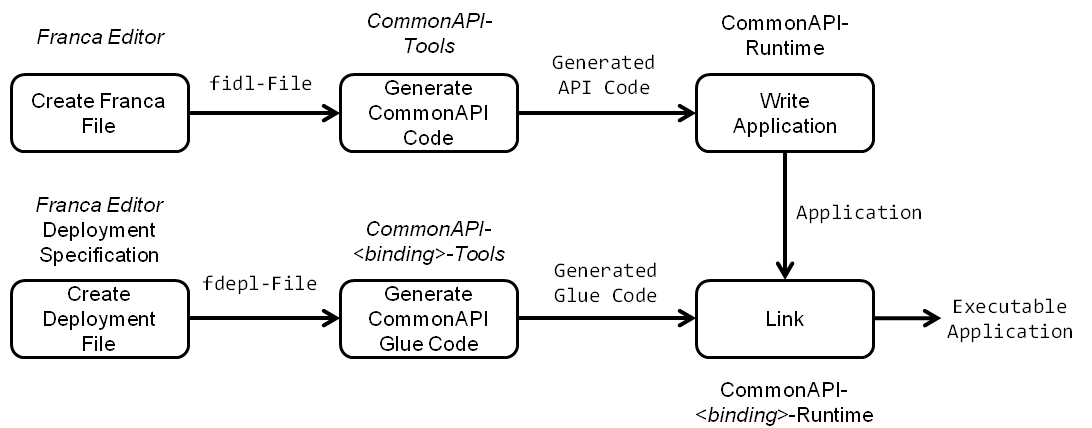 Franca Editor
CommonAPI-
Tools
CommonAPI-
Runtime
Create Franca
File
fidl-File
Generate
CommonAPI
Code
Generated
API Code
Write
Application
Application
Franca Editor
Deployment
Specification
CommonAPI-
<binding>-Tools
Create
Deployment
File
fdepl-File
Generate
CommonAPI
Glue Code
Generated
Glue Code
Link
Executable
Application
CommonAPI-
<binding>-Runtime